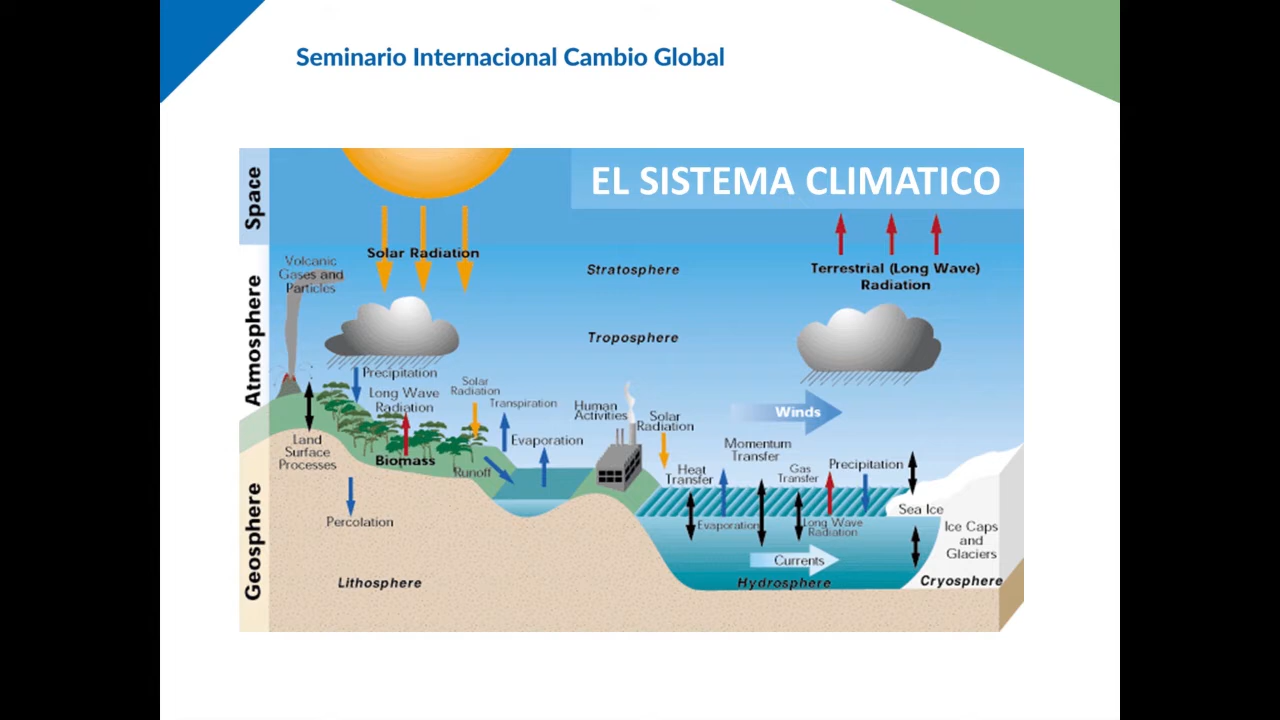 Seminario Internacional Cambio Global
EL SISTEMA CLIMATICO
Space
Atmosphere
Geosphere
Solar Radiation
Volcanic
Gases and
Particles
Stratosphere
Terrestrial (Long Wave)
Radiation
Troposphere
Precipitation
Long Wave
Radiation
Solar
Radiation
Transpiration
Human
Activities
Solar
Radiation
Winds
Land
Surface
Processes
Biomass
Runoff
Evaporation
Momentum
Transfer
Heat
Transfer
Gas
Transfer
Precipitation
Percolation
Evaporation
Long Wave
Radiation
Sea Ice
Ice Caps
and
Glaciers
Currents
Lithosphere
Hydrosphere
Cryosphere